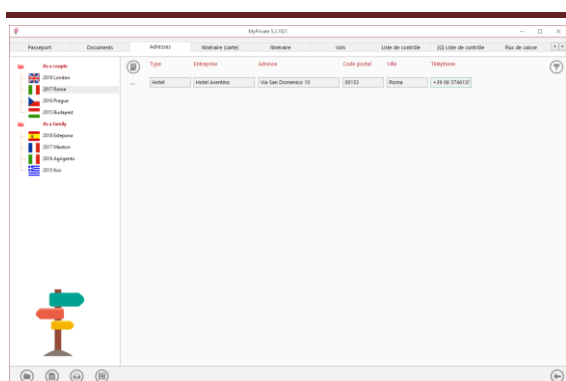 MyPrivate 5.2.1021
Passeport Documents Adresses Itinéraire (carte) Itinéraire Vols Liste de contrôle [G] Liste de contrôle Flux de caisse
As a couple
2018 London
2017 Rome
2016 Prague
2015 Budapest
As a family
2018 Estepona
2017 Menton
2016 Agrigento
2015 Kos
Type Entreprise Adresse Code postal Ville Téléphone
... Hotel Hotel Aventino Via San Domenico 10 00153 Roma